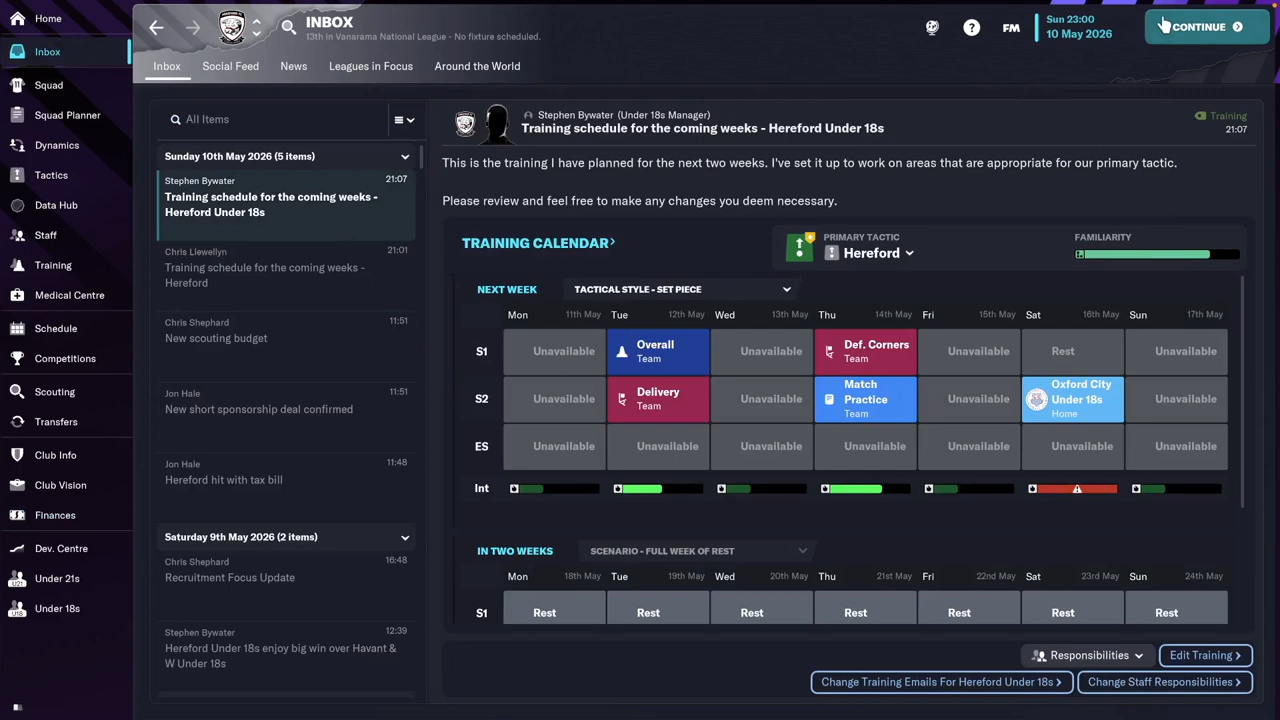 Home
Inbox
Squad
Squad Planner
Dynamics
Tactics
Data Hub
Staff
Training
Medical Centre
Schedule
Competitions
Scouting
Transfers
Club Info
Club Vision
Finances
Dev. Centre
Under 21s
Under 18s
INBOX
13th in Vanarama National League - No fixture scheduled.
FM
Sun 23:00
10 May 2026
CONTINUE
Inbox Social Feed News Leagues in Focus Around the World
All Items
Sunday 10th May 2026 (5 items)
Stephen Bywater 21:07
Training schedule for the coming weeks -
Hereford Under 18s
Chris Llewellyn 21:01
Training schedule for the coming weeks -
Hereford
Chris Shephard 11:51
New scouting budget
Jon Hale 11:51
New short sponsorship deal confirmed
Jon Hale 11:48
Hereford hit with tax bill
Saturday 9th May 2026 (2 items)
Chris Shephard 16:48
Recruitment Focus Update
Stephen Bywater 12:39
Hereford Under 18s enjoy big win over Havant &
W Under 18s
Stephen Bywater (Under 18s Manager)
Training schedule for the coming weeks - Hereford Under 18s
Training
21:07
This is the training I have planned for the next two weeks. I've set it up to work on areas that are appropriate for our primary tactic.
Please review and feel free to make any changes you deem necessary.
TRAINING CALENDAR
PRIMARY TACTIC
Hereford
FAMILIARITY
NEXT WEEK TACTICAL STYLE - SET PIECE
Mon 11th May Tue 12th May Wed 13th May Thu 14th May Fri 15th May Sat 16th May Sun 17th May
S1 Unavailable Overall Team Unavailable Def. Corners Team Unavailable Rest Unavailable
S2 Unavailable Delivery Team Unavailable Match Practice Team Unavailable Oxford City Under 18s Home Unavailable
ES Unavailable Unavailable Unavailable Unavailable Unavailable Unavailable Unavailable
Int
IN TWO WEEKS SCENARIO - FULL WEEK OF REST
Mon 18th May Tue 19th May Wed 20th May Thu 21st May Fri 22nd May Sat 23rd May Sun 24th May
S1 Rest Rest Rest Rest Rest Rest Rest
Responsibilities Edit Training
Change Training Emails For Hereford Under 18s Change Staff Responsibilities